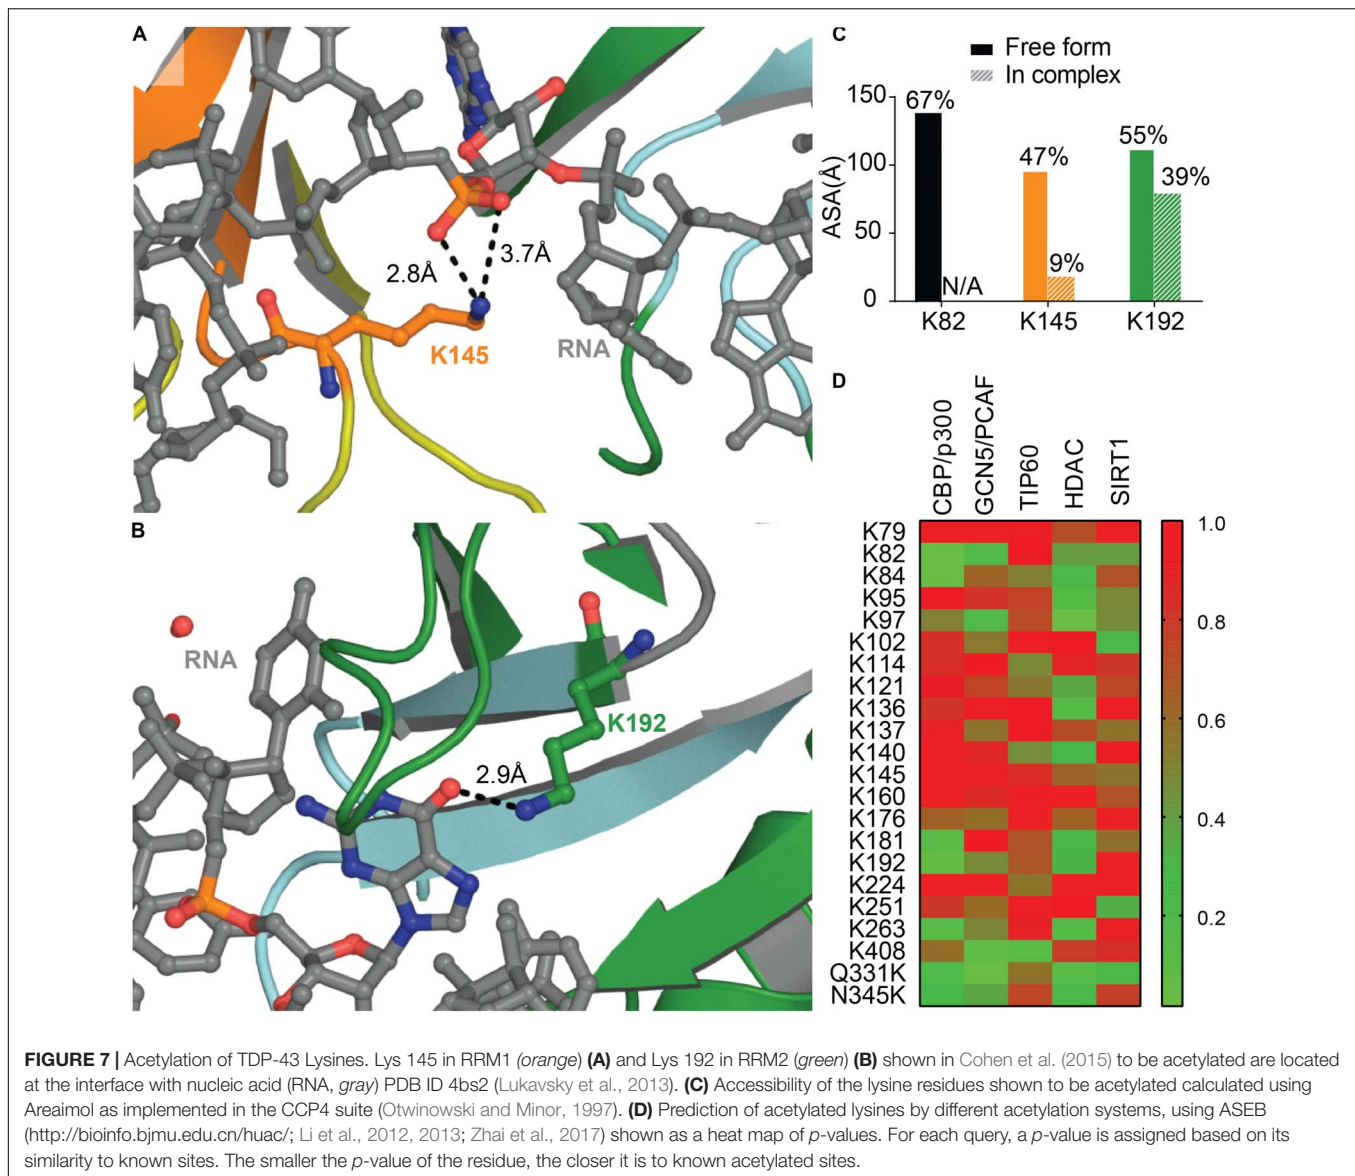 A
2.8Å
3.7Å
K145
RNA
B
RNA
K192
2.9Å
C
Free form
In complex
ASA(Å)
150
100
50
0
67%
N/A
47%
9%
55%
39%
K82
K145
K192
D
CBP/p300
GCN5/PCAF
TIP60
HDAC
SIRT1
K79
K82
K84
K95
K97
K102
K114
K121
K136
K137
K140
K145
K160
K176
K181
K192
K224
K251
K263
K408
Q331K
N345K
1.0
0.8
0.6
0.4
0.2
FIGURE 7 | Acetylation of TDP-43 Lysines. Lys 145 in RRM1 (orange) (A) and Lys 192 in RRM2 (green) (B) shown in Cohen et al. (2015) to be acetylated are located
at the interface with nucleic acid (RNA, gray) PDB ID 4bs2 (Lukavsky et al., 2013). (C) Accessibility of the lysine residues shown to be acetylated calculated using
Areaimol as implemented in the CCP4 suite (Otwinowski and Minor, 1997). (D) Prediction of acetylated lysines by different acetylation systems, using ASEB
(http://bioinfo.bjmu.edu.cn/huac/; Li et al., 2012, 2013; Zhai et al., 2017) shown as a heat map of p-values. For each query, a p-value is assigned based on its
similarity to known sites. The smaller the p-value of the residue, the closer it is to known acetylated sites.